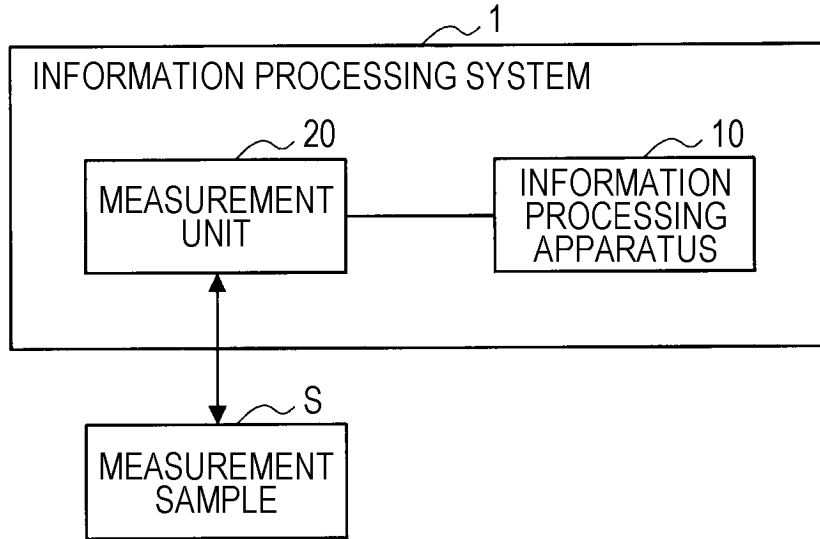 1
INFORMATION PROCESSING SYSTEM
20
MEASUREMENT
UNIT
10
INFORMATION
PROCESSING
APPARATUS
S
MEASUREMENT
SAMPLE